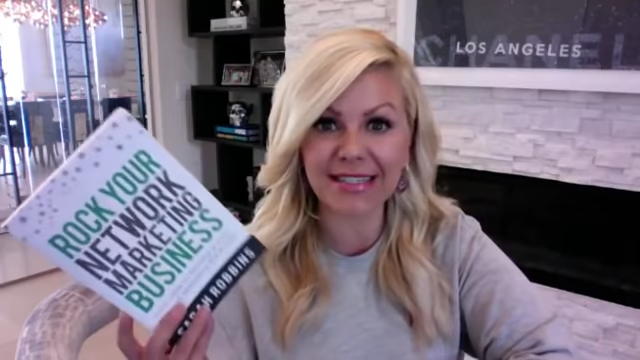 ROCK YOUR
NETWORK
MARKETING
BUSINESS
SARAH ROBBINS
CHANEL
LOS ANGELES